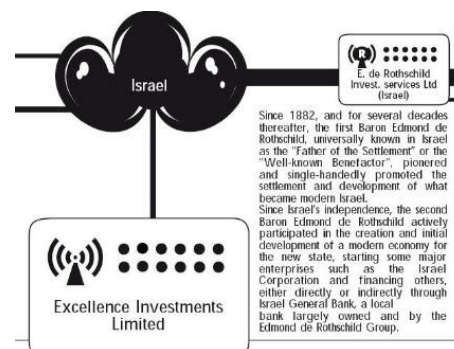 Israel
R
E. de Rothschild
Invest. services Ltd
(Israel)
Since 1882, and for several decades
thereafter, the first Baron Edmond de
Rothschild, universally known in Israel
as the "Father of the Settlement" or the
"Well-known Benefactor", pionered
and single-handedly promoted the
settlement and development of what
became modern Israel.
Since Israel's independence, the second
Baron Edmond de Rothschild actively
participated in the creation and initial
development of a modern economy for
the new state, starting some major
enterprises such as the Israel
Corporation and financing others,
either directly or indirectly through
Israel General Bank, a local
bank largely owned and by the
Edmond de Rothschild Group.
Excellence Investments
Limited